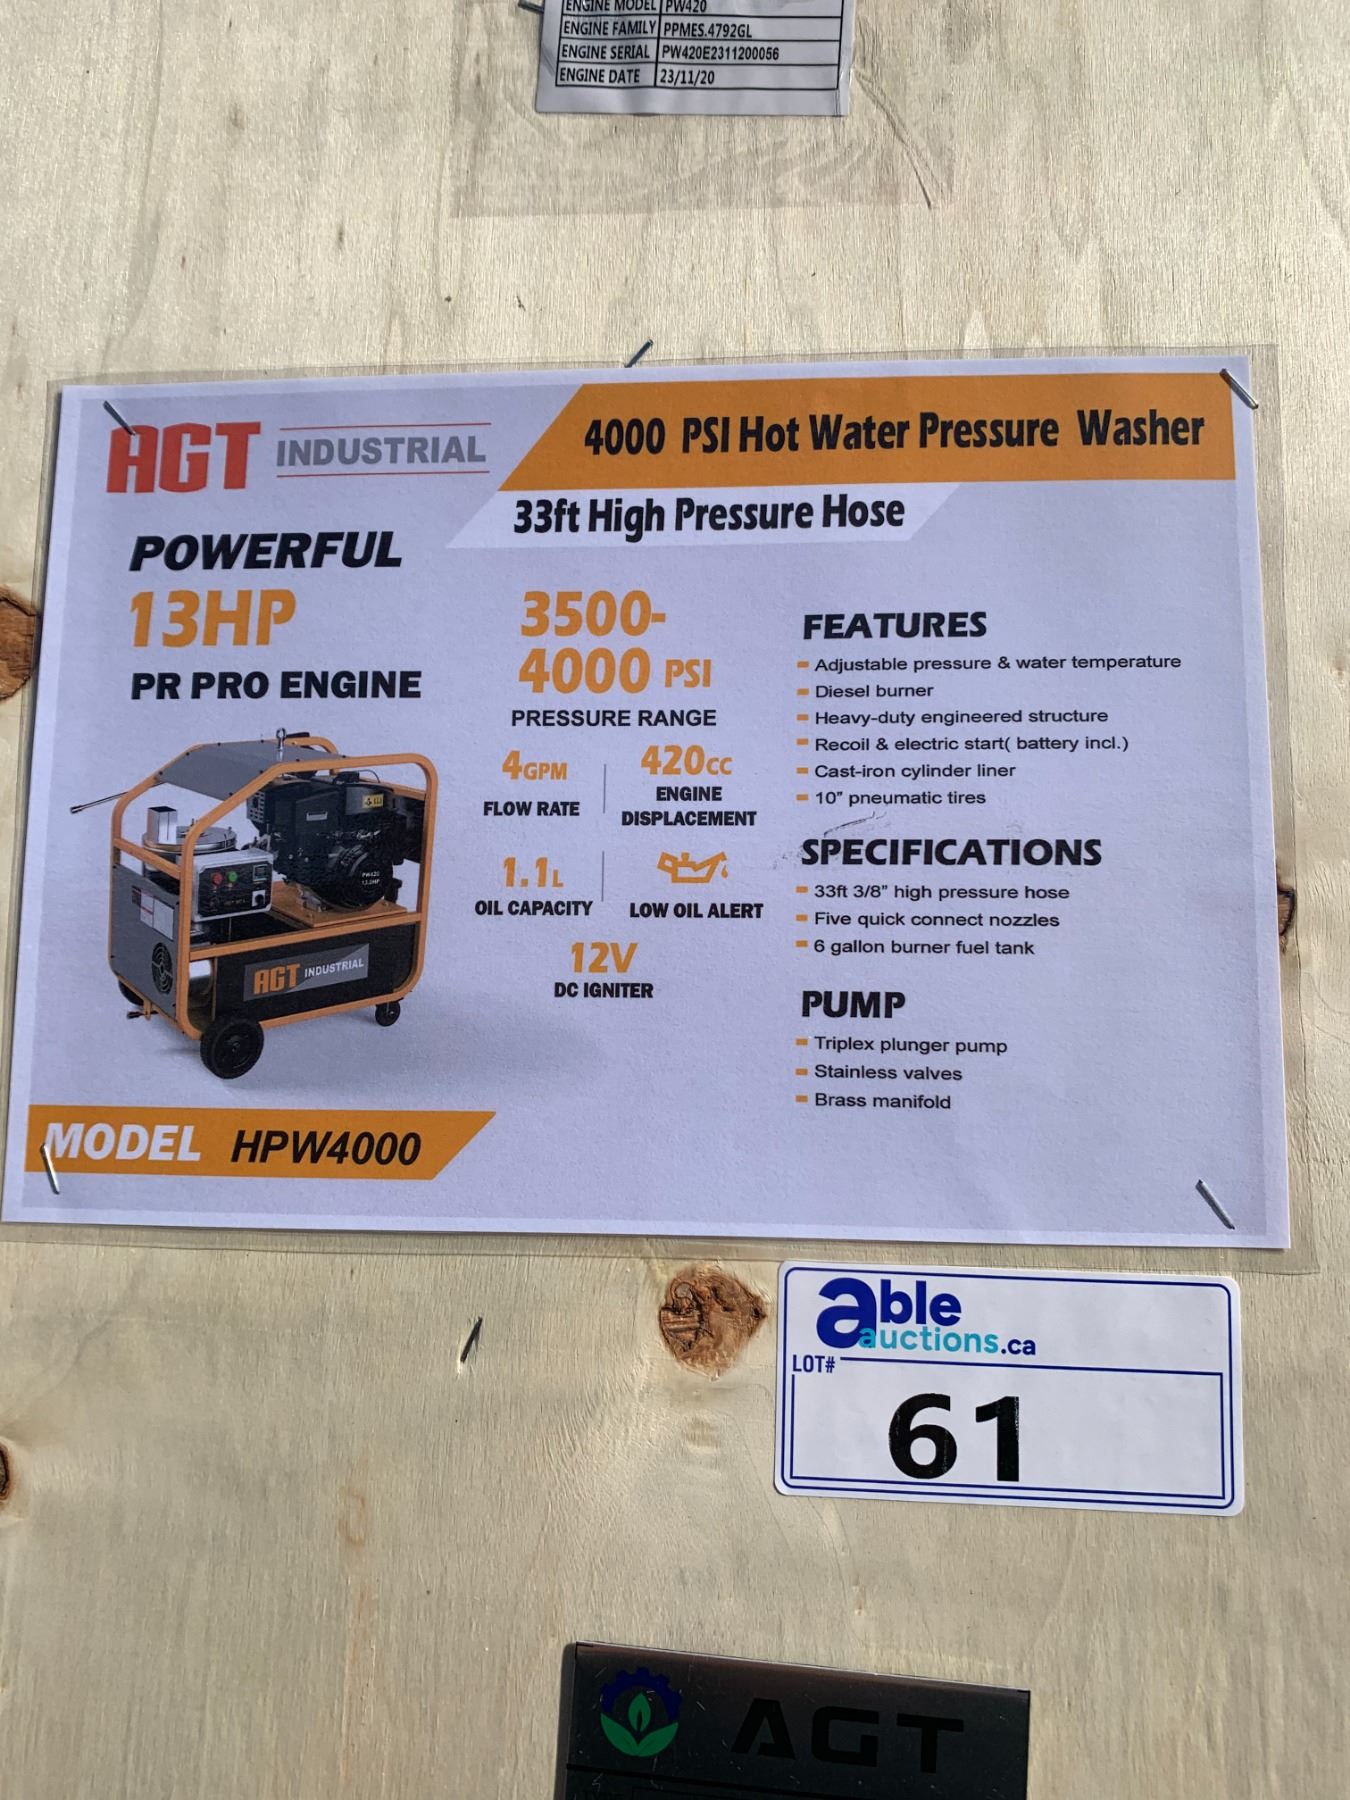 ENGINE MODEL PW420
ENGINE FAMILY PPMES.4792GL
ENGINE SERIAL PW420E2311200056
ENGINE DATE 23/11/20
AGT INDUSTRIAL
4000 PSI Hot Water Pressure Washer
33ft High Pressure Hose
POWERFUL
13HP
PR PRO ENGINE
3500-
4000 PSI
PRESSURE RANGE
4GPM
FLOW RATE
420CC
ENGINE
DISPLACEMENT
1.1L
OIL CAPACITY
LOW OIL ALERT
12V
DC IGNITER
FEATURES
Adjustable pressure & water temperature
Diesel burner
Heavy-duty engineered structure
Recoil & electric start( battery incl.)
Cast-iron cylinder liner
10" pneumatic tires
SPECIFICATIONS
33ft 3/8" high pressure hose
Five quick connect nozzles
6 gallon burner fuel tank
PUMP
Triplex plunger pump
Stainless valves
Brass manifold
PW420
13.0HP
AGT INDUSTRIAL
MODEL HPW4000
able
auctions.ca
LOT#
61
AGT